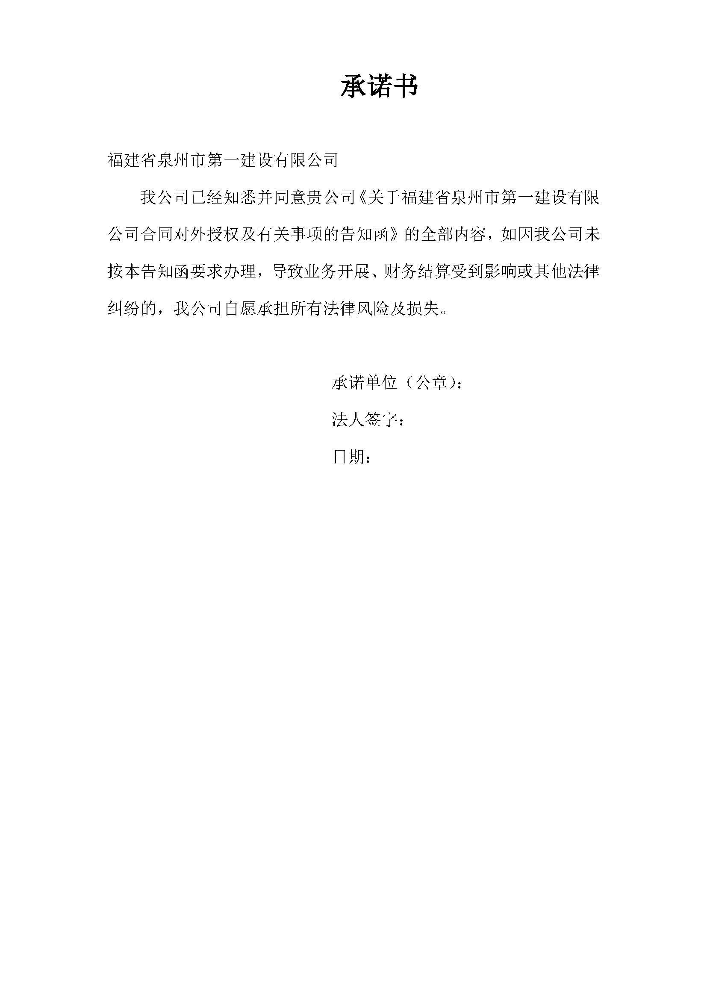 承诺书
福建省泉州市第一建设有限公司
我公司已经知悉并同意贵公司《关于福建省泉州市第一建设有限
公司合同对外授权及有关事项的告知函》的全部内容，如因我公司未
按本告知函要求办理，导致业务开展、财务结算受到影响或其他法律
纠纷的，我公司自愿承担所有法律风险及损失。
承诺单位（公章）：
法人签字：
日期：